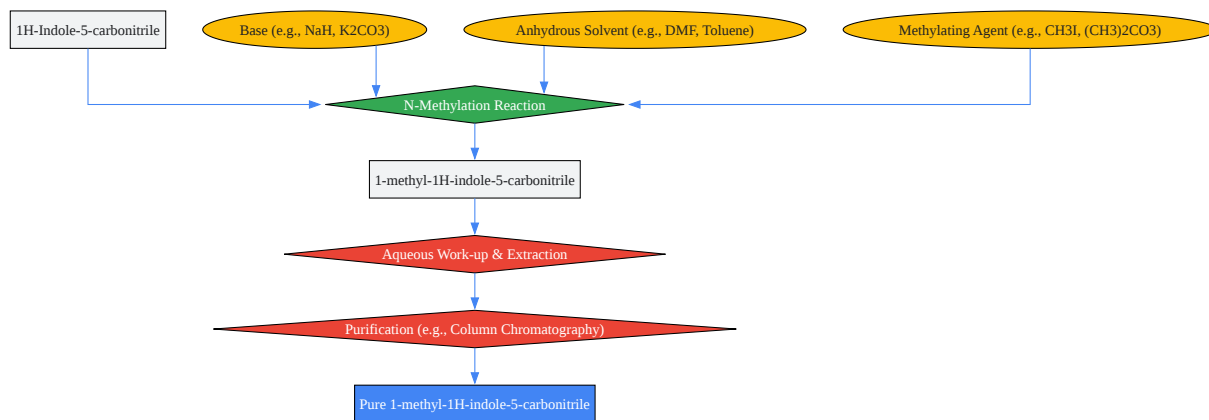 1H-Indole-5-carbonitrile
Base (e.g., NaH, K2CO3)
Anhydrous Solvent (e.g., DMF, Toluene)
Methylating Agent (e.g., CH3I, (CH3)2CO3)
N-Methylation Reaction
1-methyl-1H-indole-5-carbonitrile
Aqueous Work-up & Extraction
Purification (e.g., Column Chromatography)
Pure 1-methyl-1H-indole-5-carbonitrile